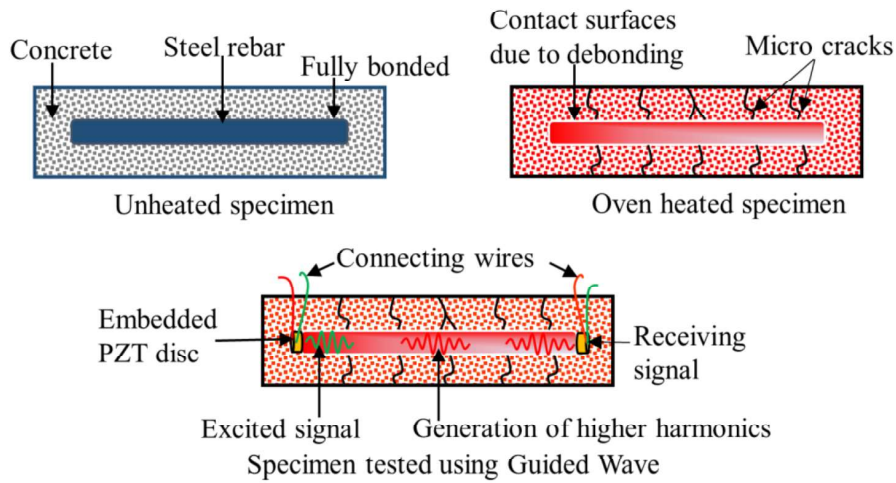 Concrete
Steel rebar
Fully bonded
Unheated specimen
Contact surfaces
due to debonding
Micro cracks
Oven heated specimen
Connecting wires
Embedded
PZT disc
Receiving
signal
Excited signal
Generation of higher harmonics
Specimen tested using Guided Wave